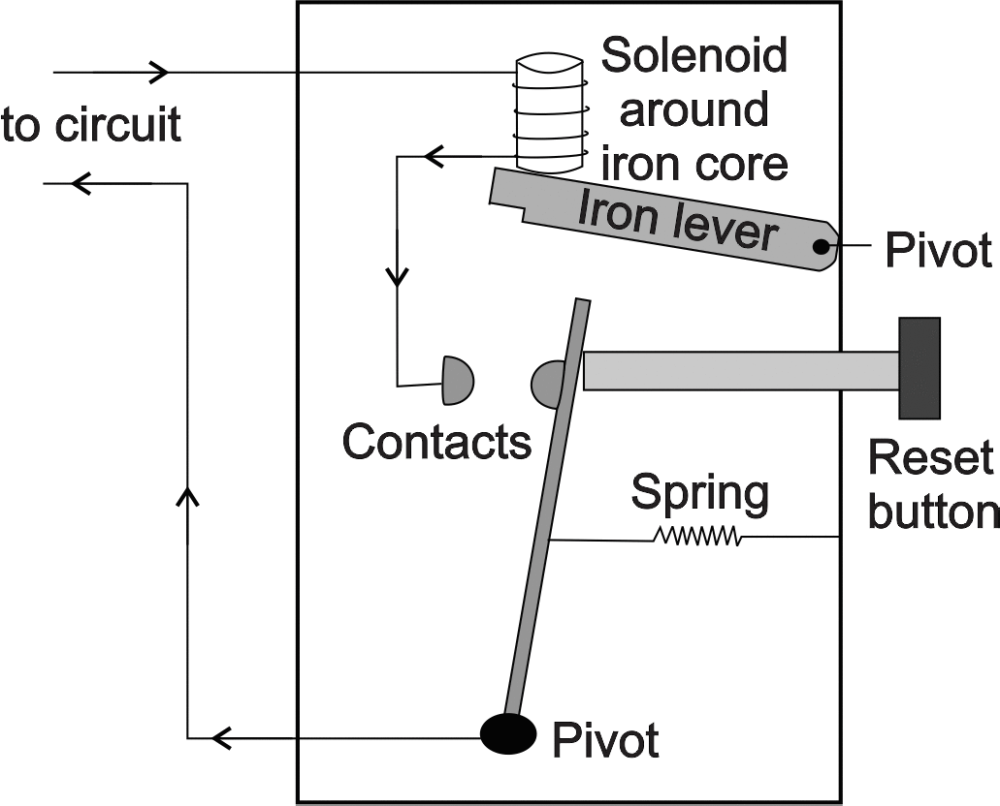 Solenoid
around
iron core
to circuit
Iron lever
Pivot
Contacts
Reset
button
Spring
Pivot